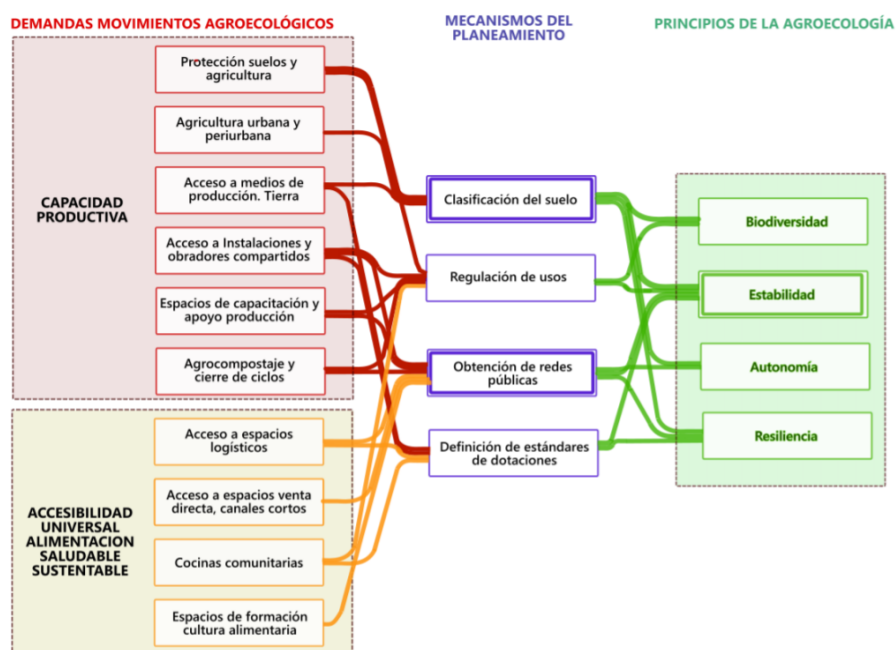 DEMANDAS MOVIMIENTOS AGROECOLÓGICOS
MECANISMOS DEL
PLANEAMIENTO
PRINCIPIOS DE LA AGROECOLOGÍA
CAPACIDAD
PRODUCTIVA
Protección suelos y
agricultura
Agricultura urbana y
periurbana
Acceso a medios de
producción. Tierra
Acceso a Instalaciones y
obradores compartidos
Espacios de capacitación y
apoyo producción
Agrocompostaje y
cierre de ciclos
ACCESIBILIDAD
UNIVERSAL
ALIMENTACION
SALUDABLE
SUSTENTABLE
Acceso a espacios
logísticos
Acceso a espacios venta
directa, canales cortos
Cocinas comunitarias
Espacios de formación
cultura alimentaria
Clasificación del suelo
Regulación de usos
Obtención de redes
públicas
Definición de estándares
de dotaciones
Biodiversidad
Estabilidad
Autonomía
Resiliencia